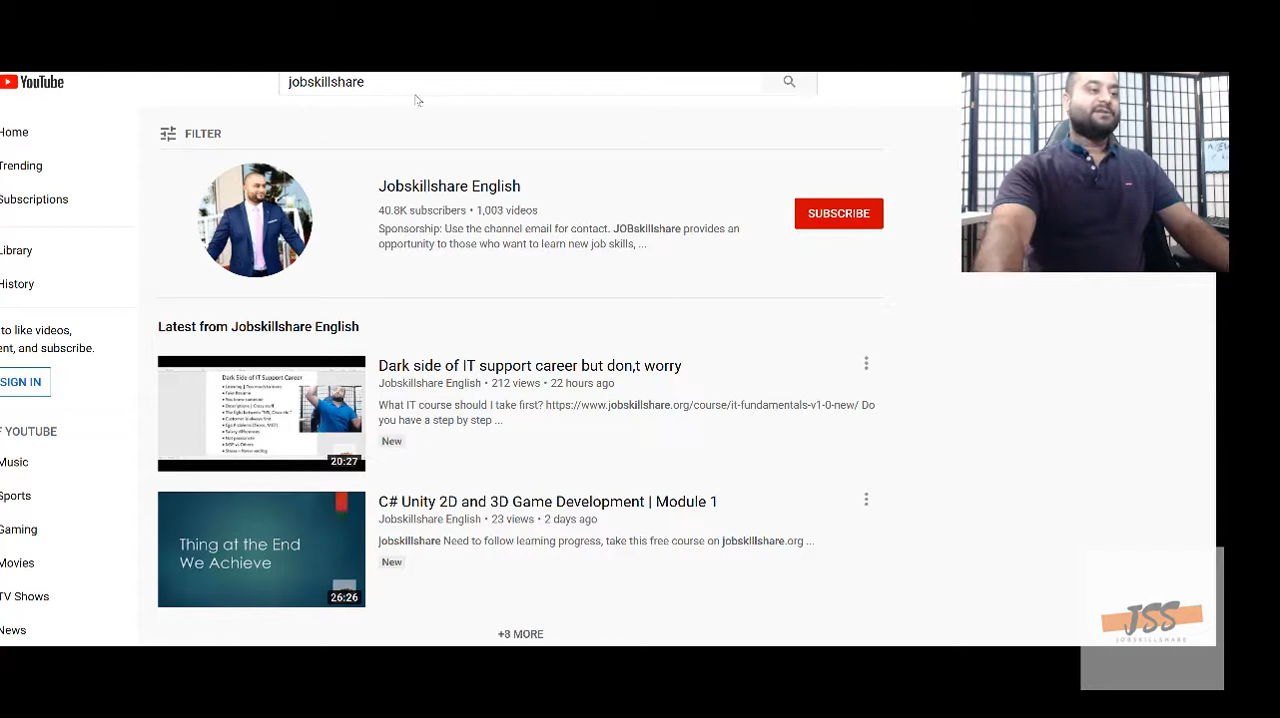 YouTube
jobskillshare
Home
Trending
Subscriptions
Library
History
to like videos,
ent, and subscribe.
SIGN IN
F YOUTUBE
Music
Sports
Gaming
Movies
TV Shows
News
FILTER
Jobskillshare English
40.8K subscribers • 1,003 videos
Sponsorship: Use the channel email for contact. JOBskillshare provides an
opportunity to those who want to learn new job skills, ...
SUBSCRIBE
Latest from Jobskillshare English
Dark Side of IT Support Career
20:27
Dark side of IT support career but don,t worry
Jobskillshare English • 212 views • 22 hours ago
What IT course should I take first? https://www.jobskillshare.org/course/it-fundamentals-v1-0-new/ Do
you have a step by step ...
New
Thing at the End
We Achieve
26:26
C# Unity 2D and 3D Game Development | Module 1
Jobskillshare English • 23 views • 2 days ago
jobskillshare Need to follow learning progress, take this free course on jobskillshare.org ...
New
+8 MORE
JSS
JOBSKILLSHARE